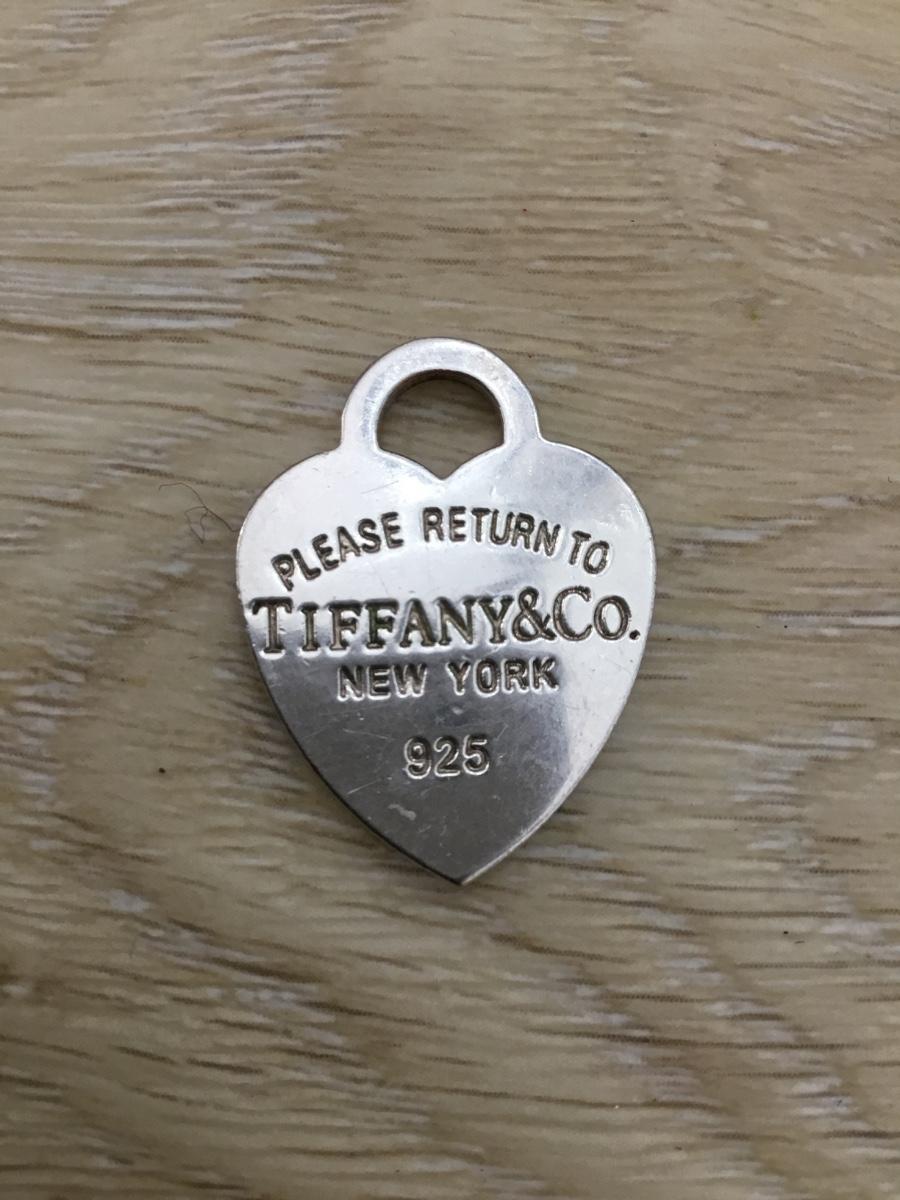 PLEASE RETURN TO
TIFFANY&CO.
NEW YORK
925